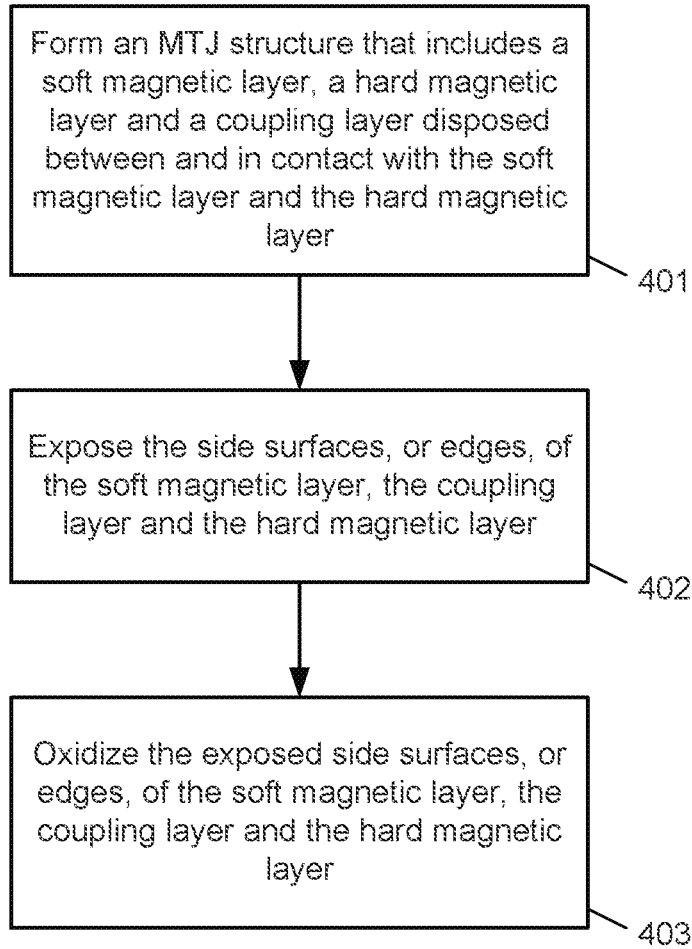 Form an MTJ structure that includes a
soft magnetic layer, a hard magnetic
layer and a coupling layer disposed
between and in contact with the soft
magnetic layer and the hard magnetic
layer
401
Expose the side surfaces, or edges, of
the soft magnetic layer, the coupling
layer and the hard magnetic layer
402
Oxidize the exposed side surfaces, or
edges, of the soft magnetic layer, the
coupling layer and the hard magnetic
layer
403